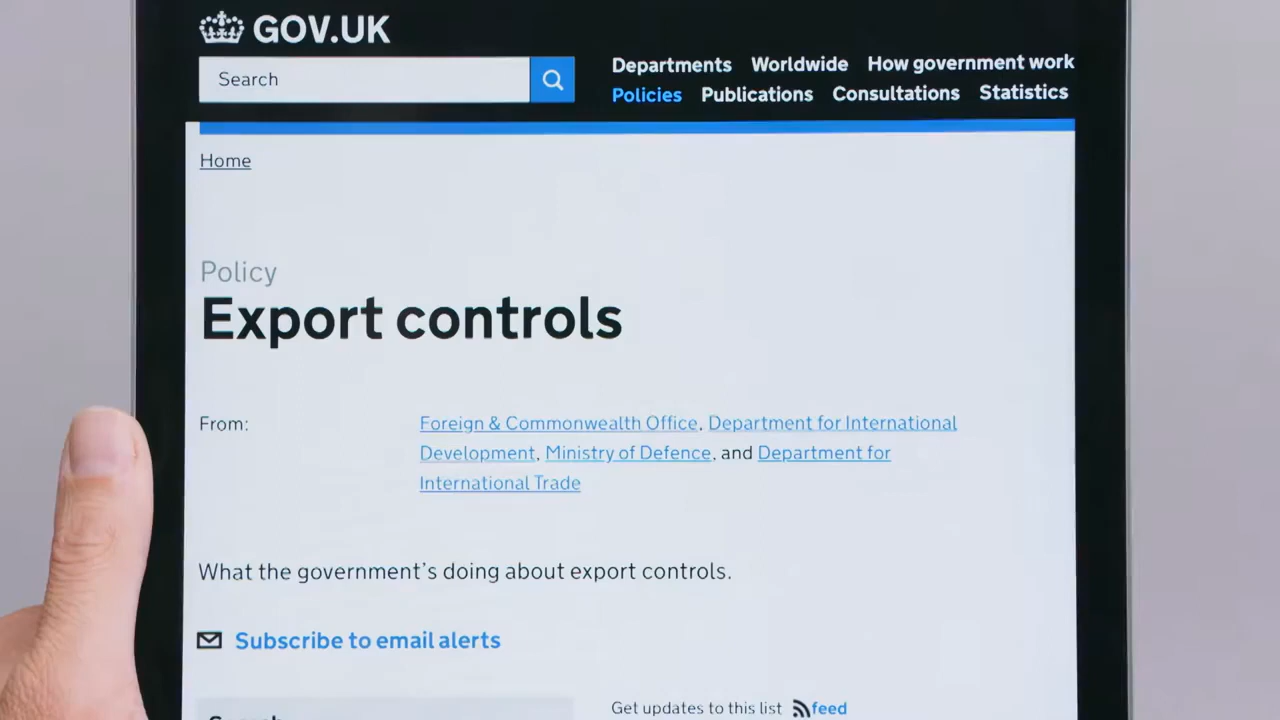 GOV.UK
Search
Departments Worldwide How government work
Policies Publications Consultations Statistics
Home
Policy
Export controls
From:
Foreign & Commonwealth Office, Department for International
Development, Ministry of Defence, and Department for
International Trade
What the government's doing about export controls.
Subscribe to email alerts
Search
Get updates to this list feed